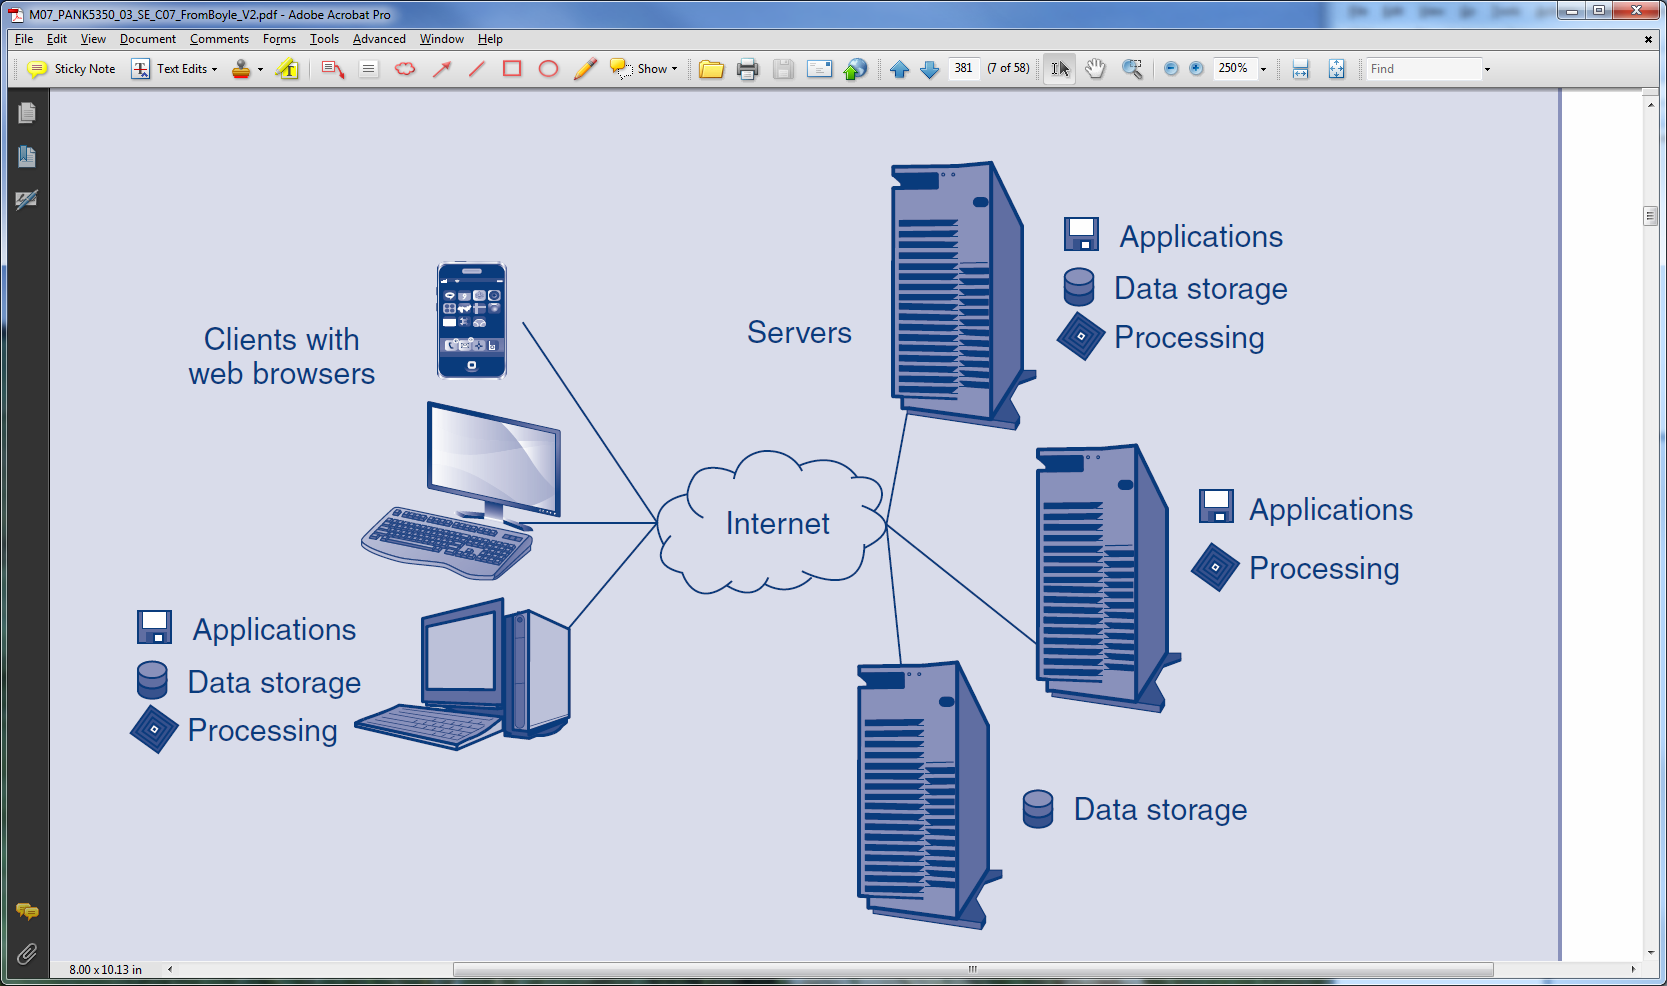 M07_PANK5350_03_SE_C07_FromBoyle_V2.pdf - Adobe Acrobat Pro
File Edit View Document Comments Forms Tools Advanced Window Help
Sticky Note Text Edits Show 381 (7 of 58) 250% Find
Applications
Data storage
Processing
Servers
Clients with
web browsers
Internet
Applications
Processing
Applications
Data storage
Processing
Data storage
8.00 x 10.13 in